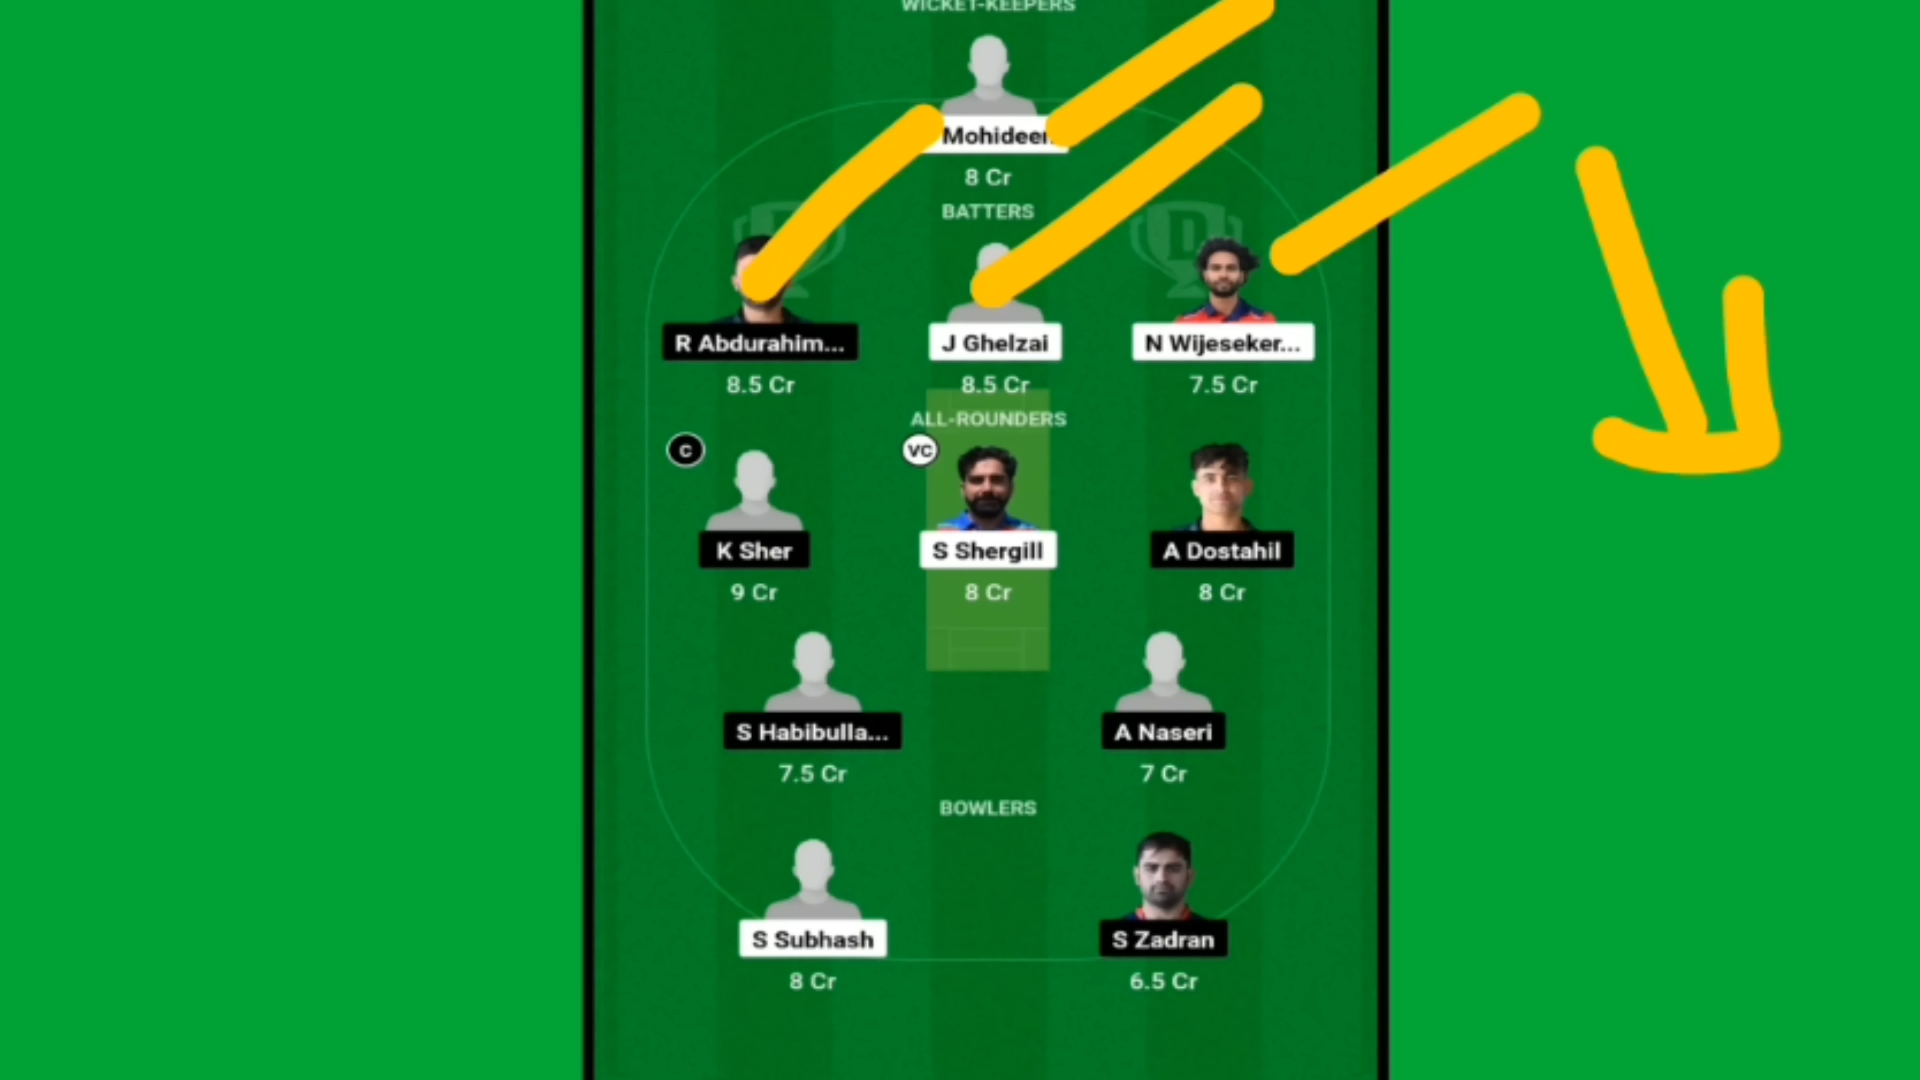 WICKET-KEEPERS
Mohideen
8 Cr
BATTERS
R Abdurahim... J Ghelzai N Wijeseker...
8.5 Cr 8.5 Cr 7.5 Cr
ALL-ROUNDERS
C VC
K Sher S Shergill A Dostahil
9 Cr 8 Cr 8 Cr
S Habibulla... A Naseri
7.5 Cr 7 Cr
BOWLERS
S Subhash S Zadran
8 Cr 6.5 Cr